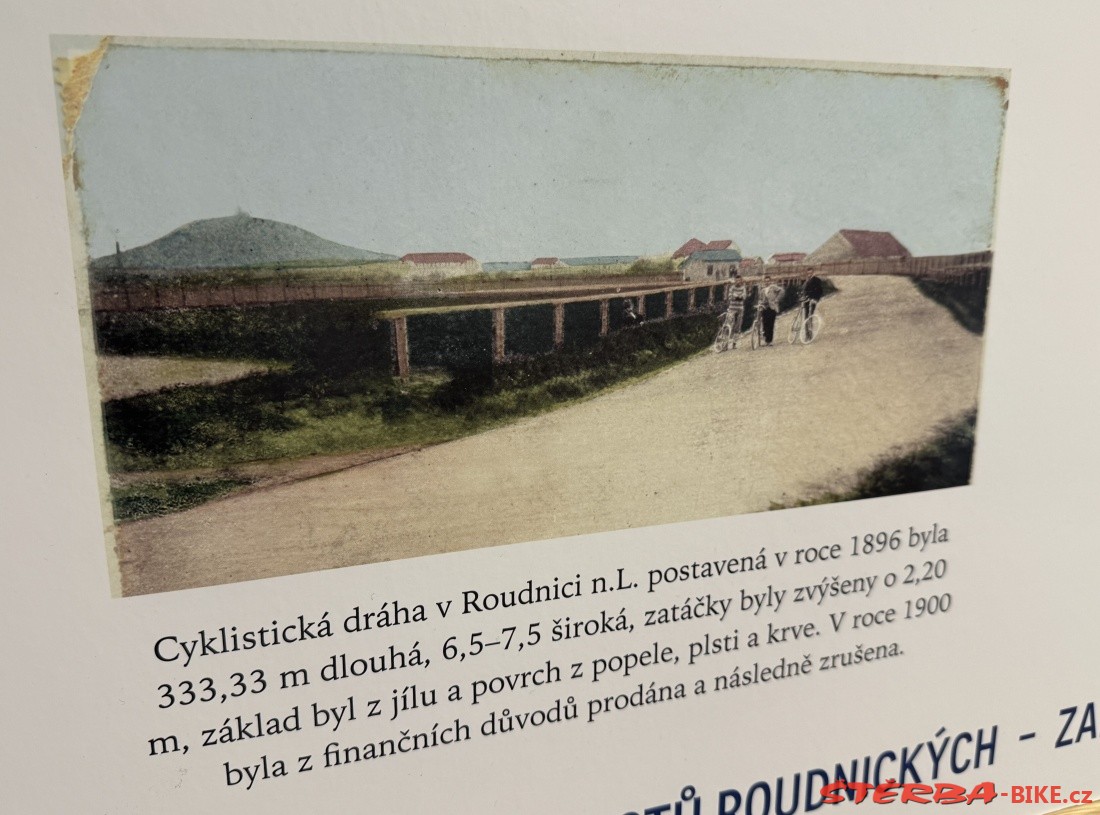 Cyklistická dráha v Roudnici n.L. postavená v roce 1896 byla
333,33 m dlouhá, 6,5–7,5 široká, zatáčky byly zvýšeny o 2,20
m, základ byl z jílu a povrch z popele, plsti a krve. V roce 1900
byla z finančních důvodů prodána a následně zrušena.
ROUDNICKÝCH – ZA
ŠTĚRBA-BIKE.cz